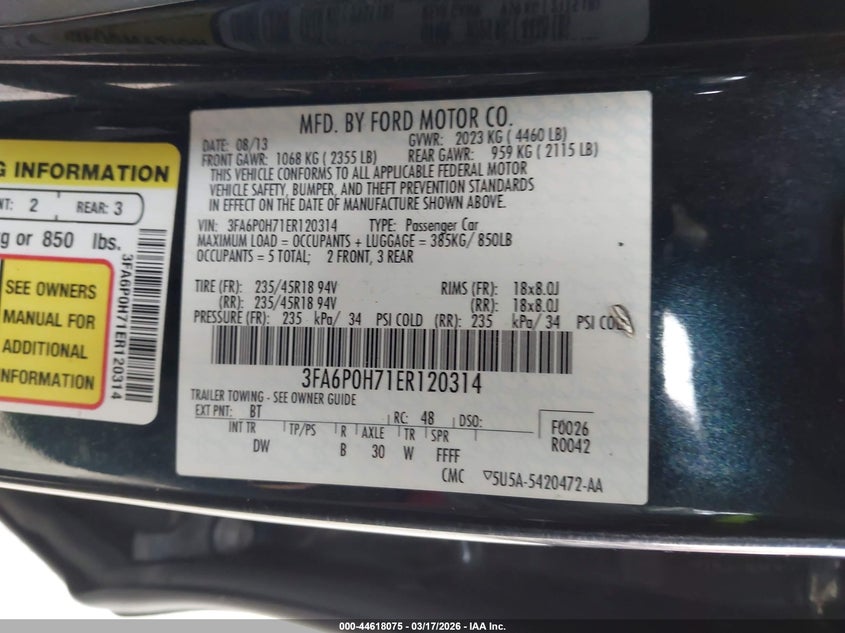 MFD. BY FORD MOTOR CO.
DATE: 08/13 GVWR: 2023 KG ( 4460 LB)
FRONT GAWR: 1068 KG ( 2355 LB) REAR GAWR: 959 KG ( 2115 LB)
THIS VEHICLE CONFORMS TO ALL APPLICABLE FEDERAL MOTOR
VEHICLE SAFETY, BUMPER, AND THEFT PREVENTION STANDARDS
IN EFFECT ON THE DATE OF MANUFACTURE SHOWN ABOVE.
VIN: 3FA6P0H71ER120314 TYPE: Passenger Car
MAXIMUM LOAD = OCCUPANTS + LUGGAGE = 385KG/ 850LB
OCCUPANTS = 5 TOTAL; 2 FRONT, 3 REAR
TIRE (FR): 235/45R18 94V RIMS (FR): 18x8.0J
(RR): 235/45R18 94V (RR): 18x8.0J
PRESSURE (FR): 235 kPa/ 34 PSI COLD (RR): 235 kPa/ 34 PSI COLD
3FA6P0H71ER120314
TRAILER TOWING - SEE OWNER GUIDE
EXT PNT: BT RC: 48 DSO: F0026
INT TR TP/PS R AXLE TR SPR R0042
DW B 30 W FFFF
CMC 5U5A-5420472-AA
INFORMATION
NT: 2 REAR: 3
kg or 850 lbs.
SEE OWNERS
MANUAL FOR
ADDITIONAL
INFORMATION
3FA6P0H71ER120314
000-44618075 — 03/17/2026 - IAA Inc.